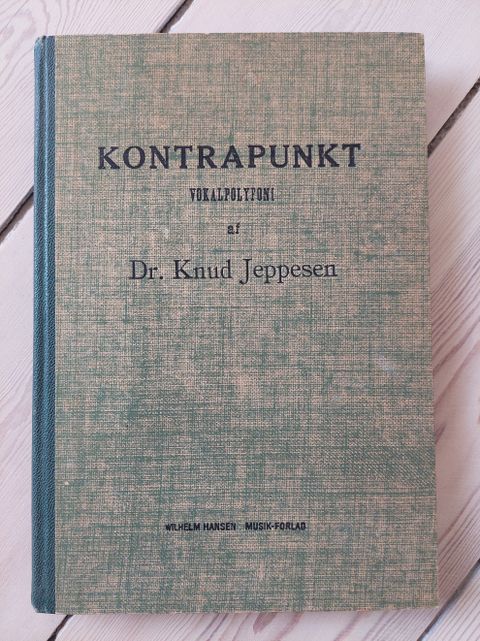 KONTRAPUNKT
VOKALPOLYFONI
af
Dr. Knud Jeppesen
WILHELM HANSEN MUSIK-FORLAG